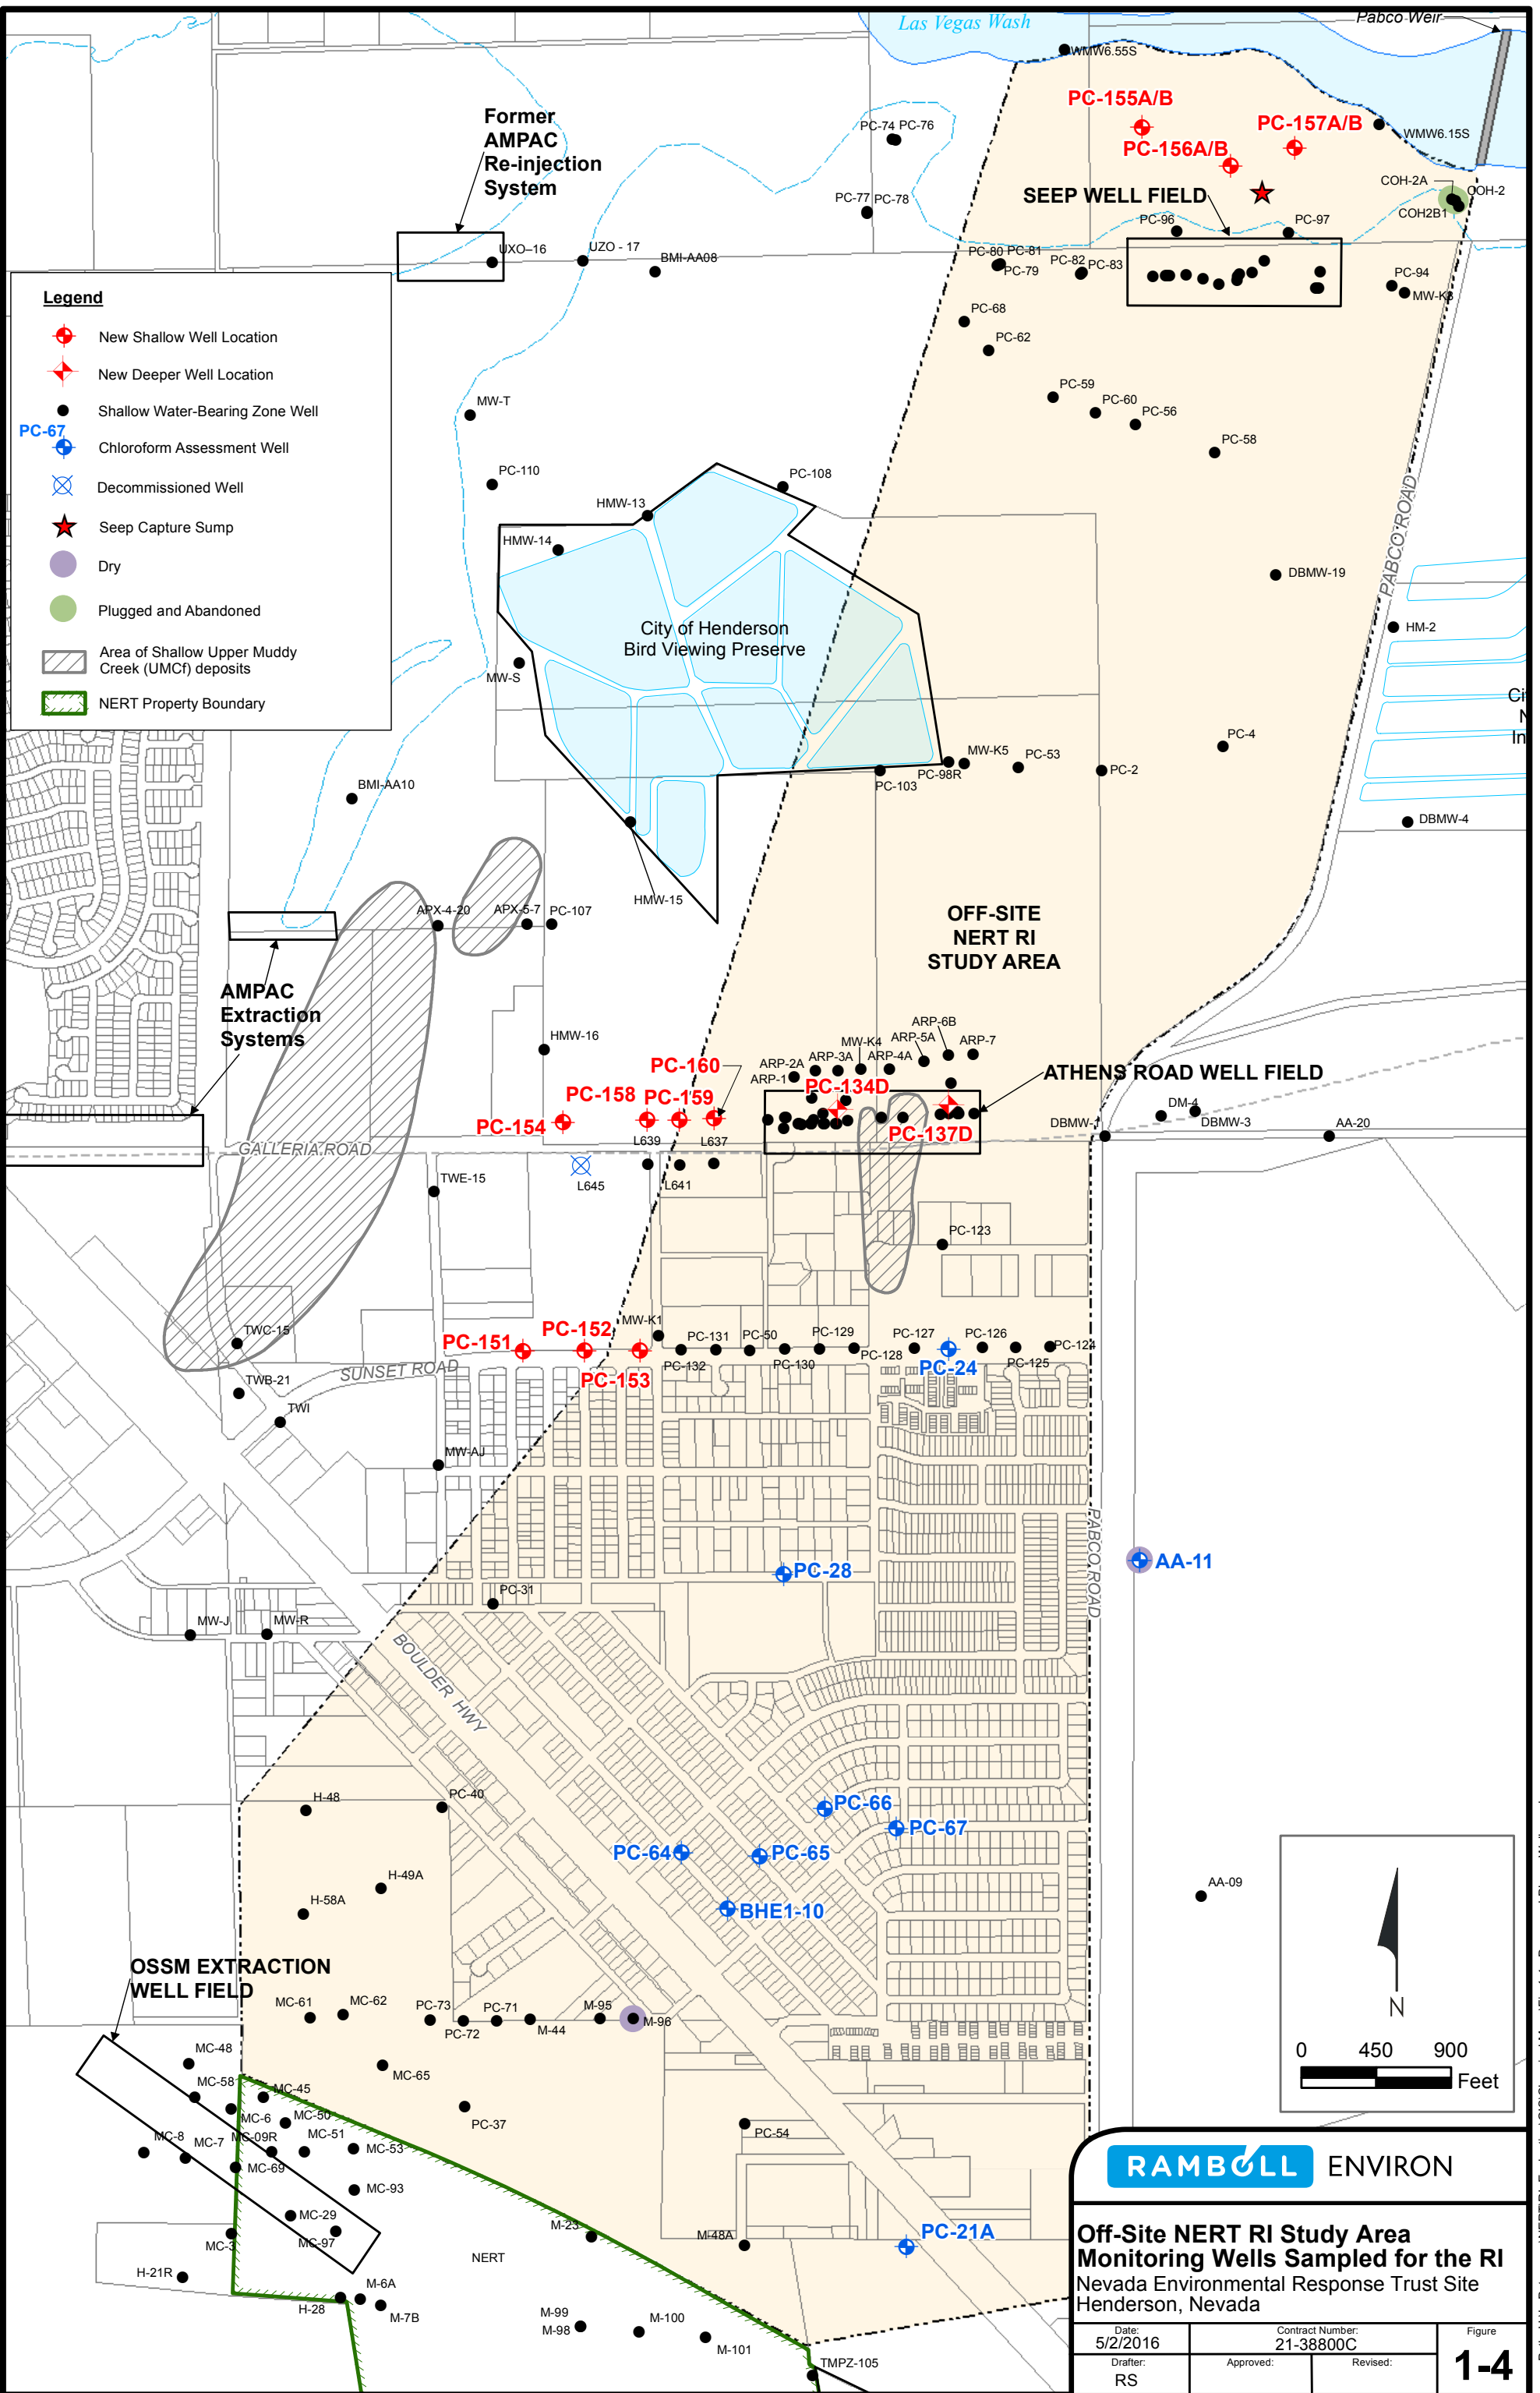 Las Vegas Wash
Pabco Weir
WMW6.55S
PC-155A/B
PC-157A/B
WMW6.15S
PC-156A/B
Former
AMPAC
Re-injection
System
PC-74
PC-76
PC-77
PC-78
SEEP WELL FIELD
COH-2A
COH-2
COH2B1
PC-96
PC-97
UXO-16
UZO - 17
BMI-AA08
PC-80
PC-81
PC-79
PC-82
PC-83
PC-94
MW-K8
PC-68
PC-62
Legend
New Shallow Well Location
New Deeper Well Location
Shallow Water-Bearing Zone Well
PC-67
Chloroform Assessment Well
Decommissioned Well
Seep Capture Sump
Dry
Plugged and Abandoned
Area of Shallow Upper Muddy
Creek (UMCf) deposits
NERT Property Boundary
MW-T
PC-59
PC-60
PC-56
PC-58
PC-110
PC-108
HMW-13
HMW-14
PABCO ROAD
DBMW-19
HM-2
City of Henderson
Bird Viewing Preserve
MW-S
PC-4
MW-K5
PC-53
PC-98R
PC-103
PC-2
BMI-AA10
DBMW-4
HMW-15
APX-4-20
APX-5-7
PC-107
OFF-SITE
NERT RI
STUDY AREA
AMPAC
Extraction
Systems
HMW-16
ARP-6B
ARP-5A
ARP-7
MW-K4
ARP-4A
ARP-3A
ARP-2A
ARP-1
PC-160
PC-134D
ATHENS ROAD WELL FIELD
PC-158
PC-159
PC-154
PC-137D
DM-4
DBMW-3
DBMW-1
AA-20
L639
L637
GALLERIA ROAD
L645
L641
TWE-15
PC-123
TWC-15
PC-151
PC-152
PC-153
MW-K1
PC-131
PC-50
PC-129
PC-132
PC-130
PC-128
PC-127
PC-126
PC-124
PC-125
PC-24
SUNSET ROAD
TWB-21
TWI
MW-AJ
PABCO ROAD
AA-11
PC-28
PC-31
MW-J
MW-R
BOULDER HWY
H-48
PC-40
PC-66
PC-67
PC-64
PC-65
H-49A
H-58A
BHE1-10
AA-09
N
0 450 900
Feet
OSSM EXTRACTION
WELL FIELD
MC-61
MC-62
PC-73
PC-72
PC-71
M-44
M-95
M-96
MC-48
MC-65
MC-58
MC-45
MC-6
MC-50
PC-37
PC-54
MC-8
MC-7
MC-09R
MC-51
MC-53
MC-69
MC-93
MC-29
MC-3
MC-97
M-23
M-48A
PC-21A
NERT
H-21R
H-28
M-6A
M-7B
M-99
M-98
M-100
M-101
TMPZ-105
RAMBOLL ENVIRON
Off-Site NERT RI Study Area
Monitoring Wells Sampled for the RI
Nevada Environmental Response Trust Site
Henderson, Nevada
Date:
5/2/2016
Contract Number:
21-38800C
Figure
1-4
Drafter:
RS
Approved:
Revised: